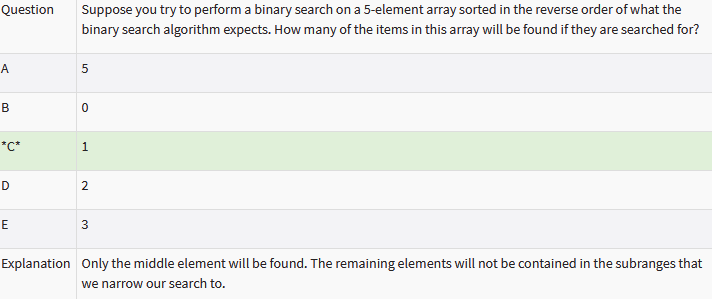 Question Suppose you try to perform a binary search on a 5-element array sorted in the reverse order of what the
binary search algorithm expects. How many of the items in this array will be found if they are searched for?
A 5
B 0
*C* 1
D 2
E 3
Explanation Only the middle element will be found. The remaining elements will not be contained in the subranges that
we narrow our search to.